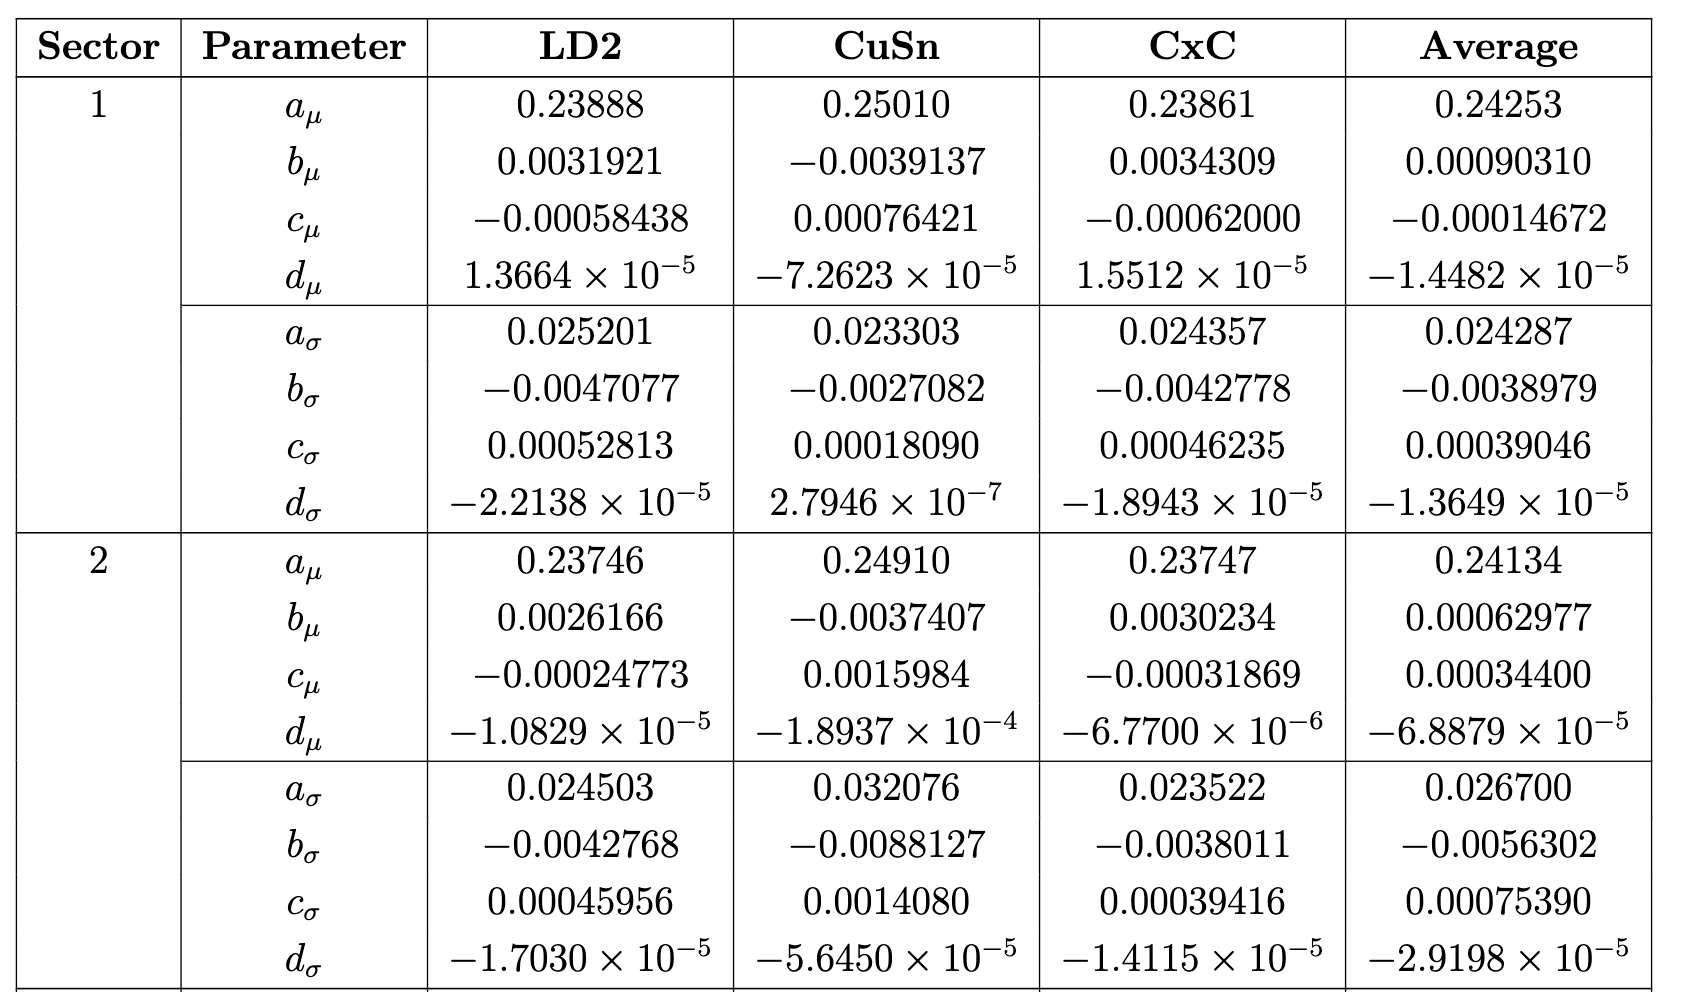 Sector Parameter LD2 CuSn CxC Average
1 aμ 0.23888 0.25010 0.23861 0.24253
bμ 0.0031921 −0.0039137 0.0034309 0.00090310
cμ −0.00058438 0.00076421 −0.00062000 −0.00014672
dμ 1.3664 × 10⁻⁵ −7.2623 × 10⁻⁵ 1.5512 × 10⁻⁵ −1.4482 × 10⁻⁵
aσ 0.025201 0.023303 0.024357 0.024287
bσ −0.0047077 −0.0027082 −0.0042778 −0.0038979
cσ 0.00052813 0.00018090 0.00046235 0.00039046
dσ −2.2138 × 10⁻⁵ 2.7946 × 10⁻⁷ −1.8943 × 10⁻⁵ −1.3649 × 10⁻⁵
2 aμ 0.23746 0.24910 0.23747 0.24134
bμ 0.0026166 −0.0037407 0.0030234 0.00062977
cμ −0.00024773 0.0015984 −0.00031869 0.00034400
dμ −1.0829 × 10⁻⁵ −1.8937 × 10⁻⁴ −6.7700 × 10⁻⁶ −6.8879 × 10⁻⁵
aσ 0.024503 0.032076 0.023522 0.026700
bσ −0.0042768 −0.0088127 −0.0038011 −0.0056302
cσ 0.00045956 0.0014080 0.00039416 0.00075390
dσ −1.7030 × 10⁻⁵ −5.6450 × 10⁻⁵ −1.4115 × 10⁻⁵ −2.9198 × 10⁻⁵